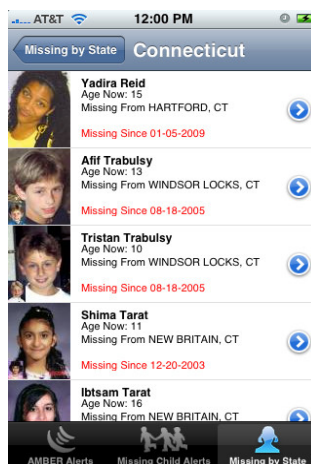 AT&T 12:00 PM
Missing by State Connecticut
Yadira Reid
Age Now: 15
Missing From HARTFORD, CT
Missing Since 01-05-2009
Afif Trabulsy
Age Now: 13
Missing From WINDSOR LOCKS, CT
Missing Since 08-18-2005
Tristan Trabulsy
Age Now: 10
Missing From WINDSOR LOCKS, CT
Missing Since 08-18-2005
Shima Tarat
Age Now: 11
Missing From NEW BRITAIN, CT
Missing Since 12-20-2003
Ibtsam Tarat
Age Now: 16
Missing From NEW BRITAIN, CT
AMBER Alerts Missing Child Alerts Missing by State